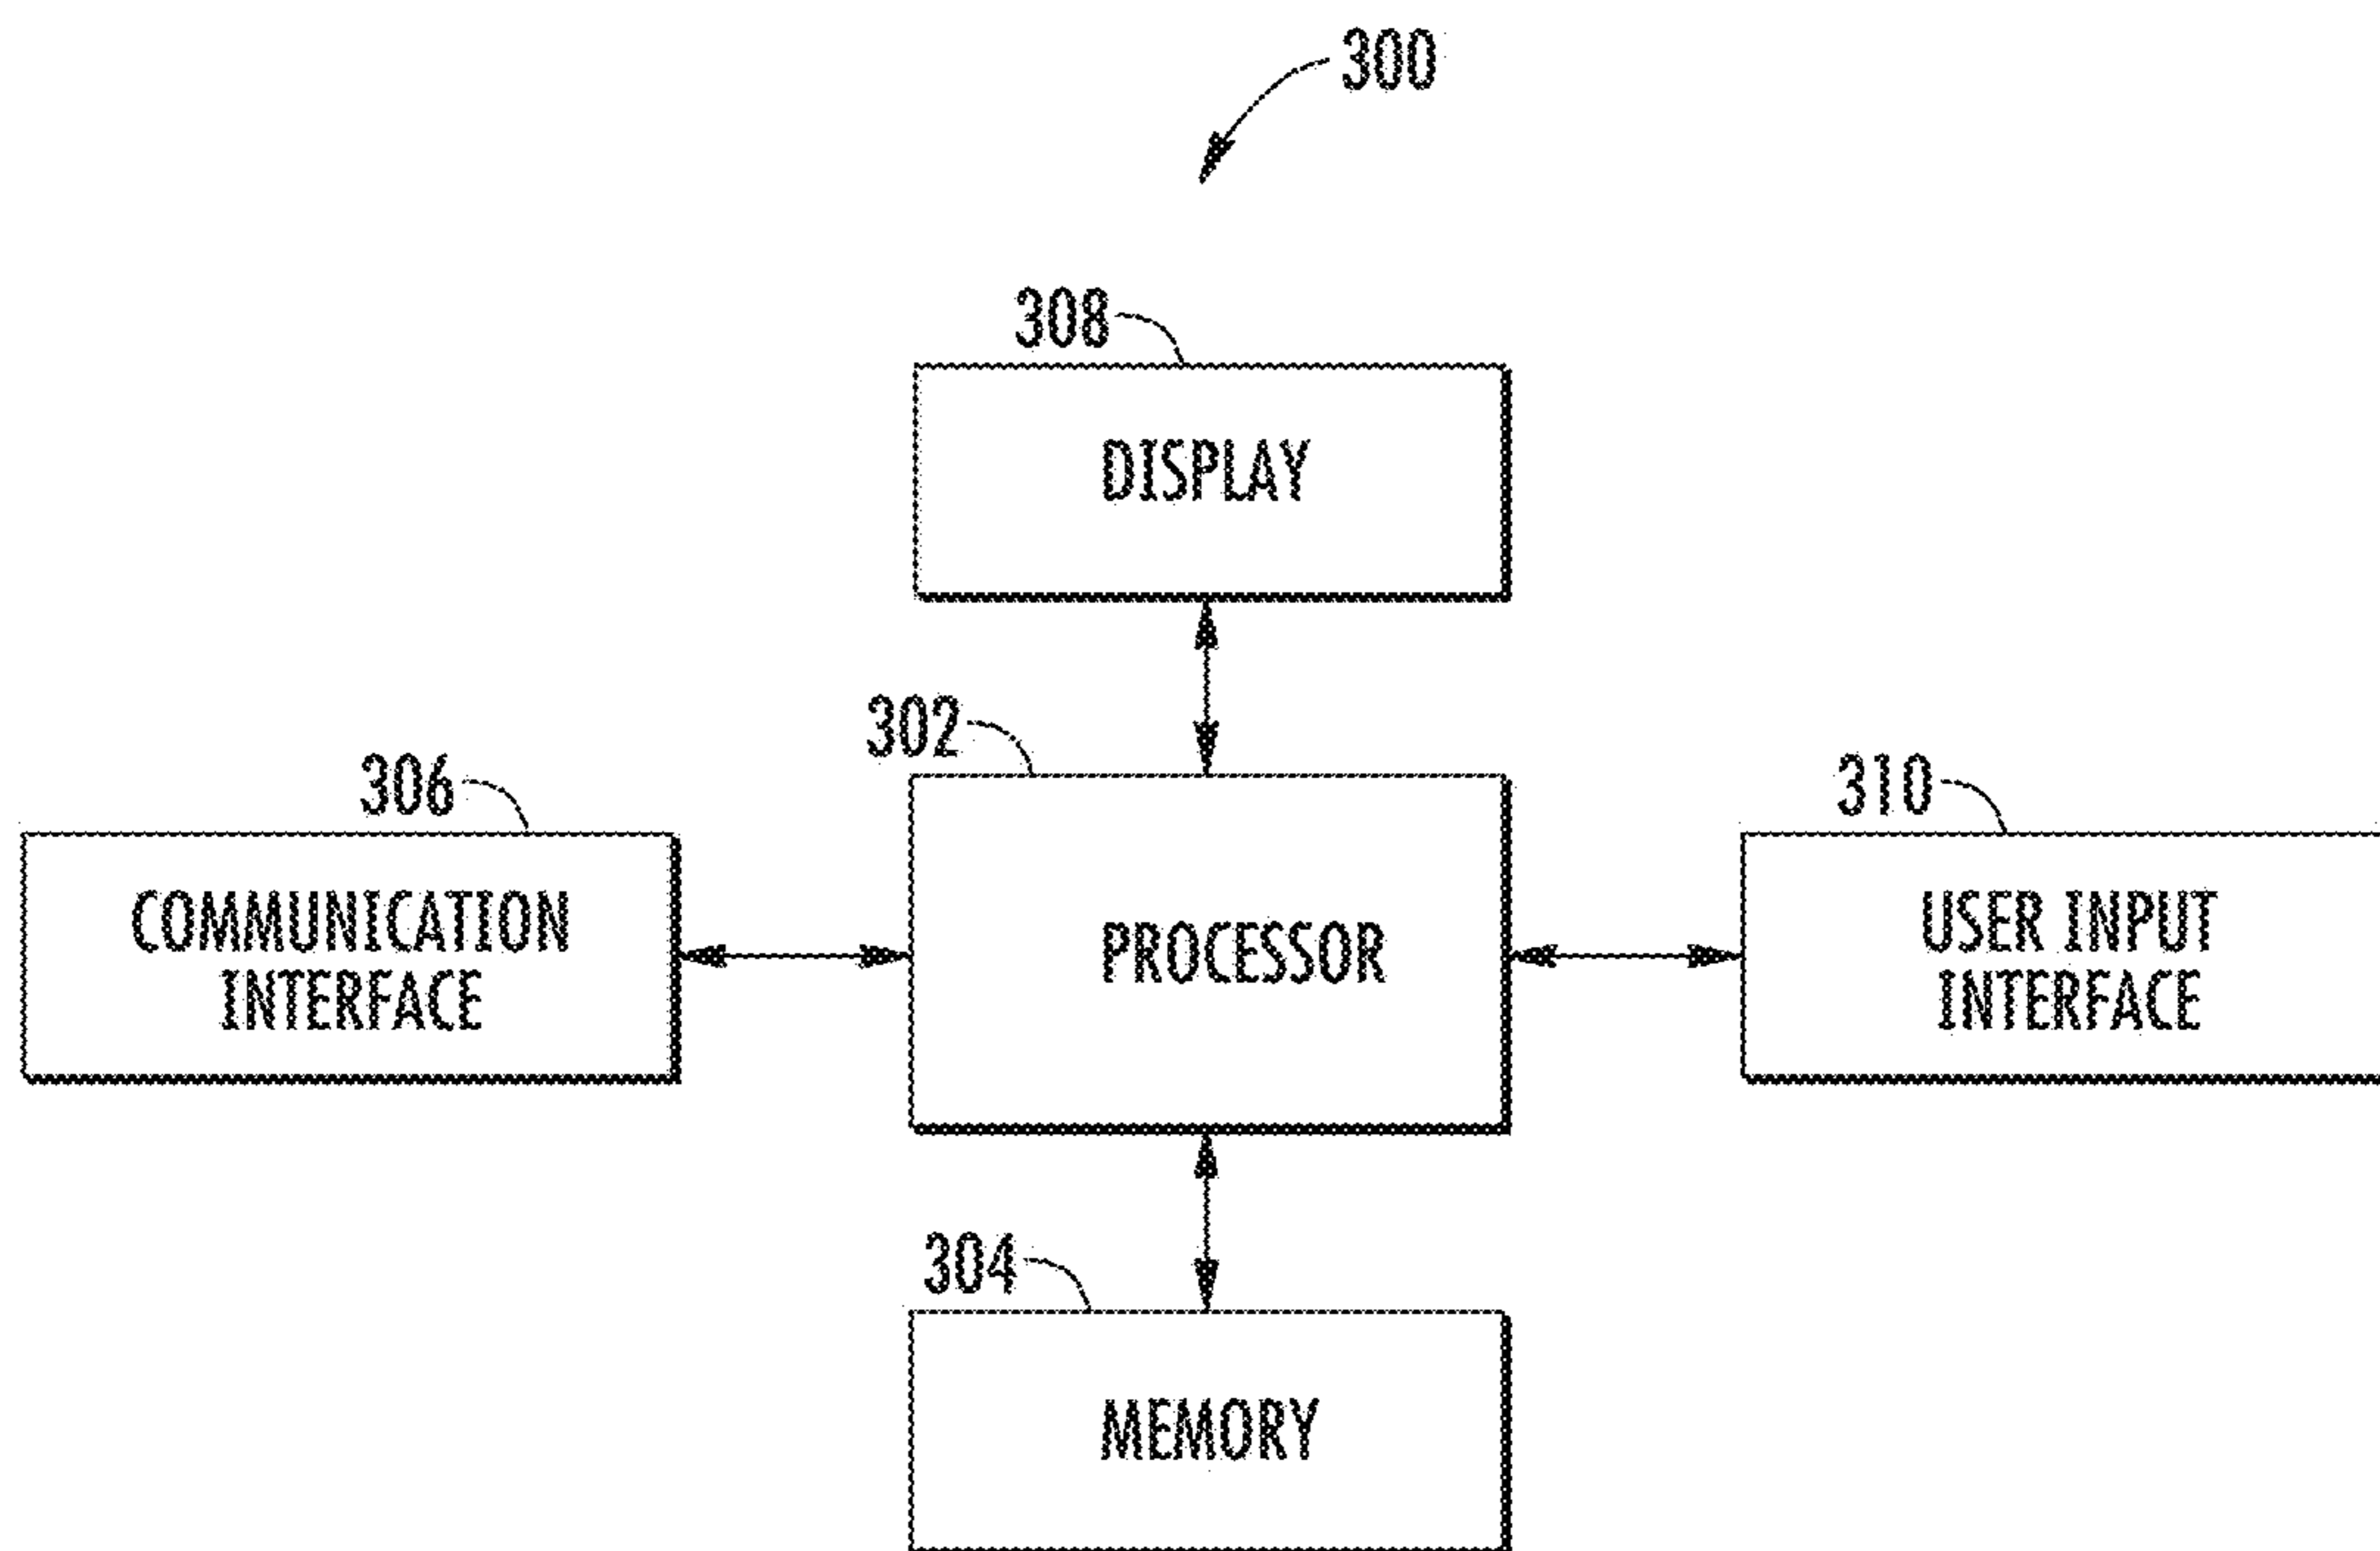 300
308
DISPLAY
302
306
310
COMMUNICATION
INTERFACE
PROCESSOR
USER INPUT
INTERFACE
304
MEMORY